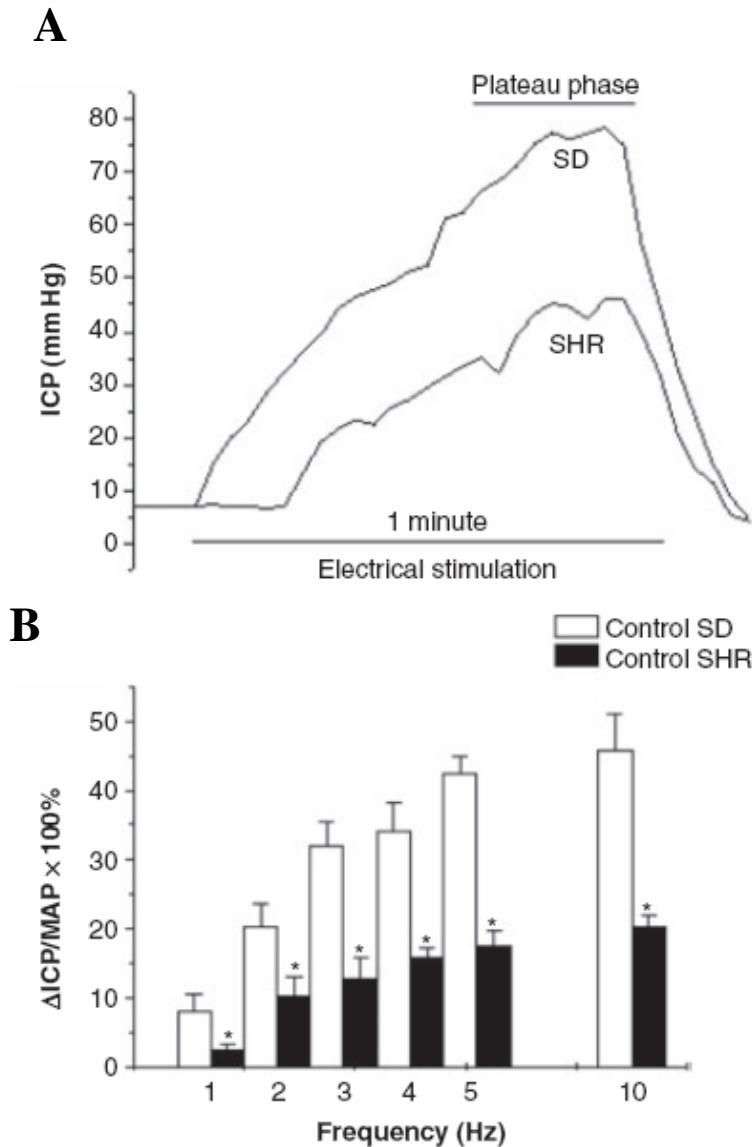 A
Plateau phase
80
70
60
50
40
30
20
10
0
ICP (mm Hg)
SD
SHR
1 minute
Electrical stimulation
B
Control SD
Control SHR
50
40
30
20
10
0
ΔICP/MAP × 100%
* * * * * *
1 2 3 4 5 10
Frequency (Hz)